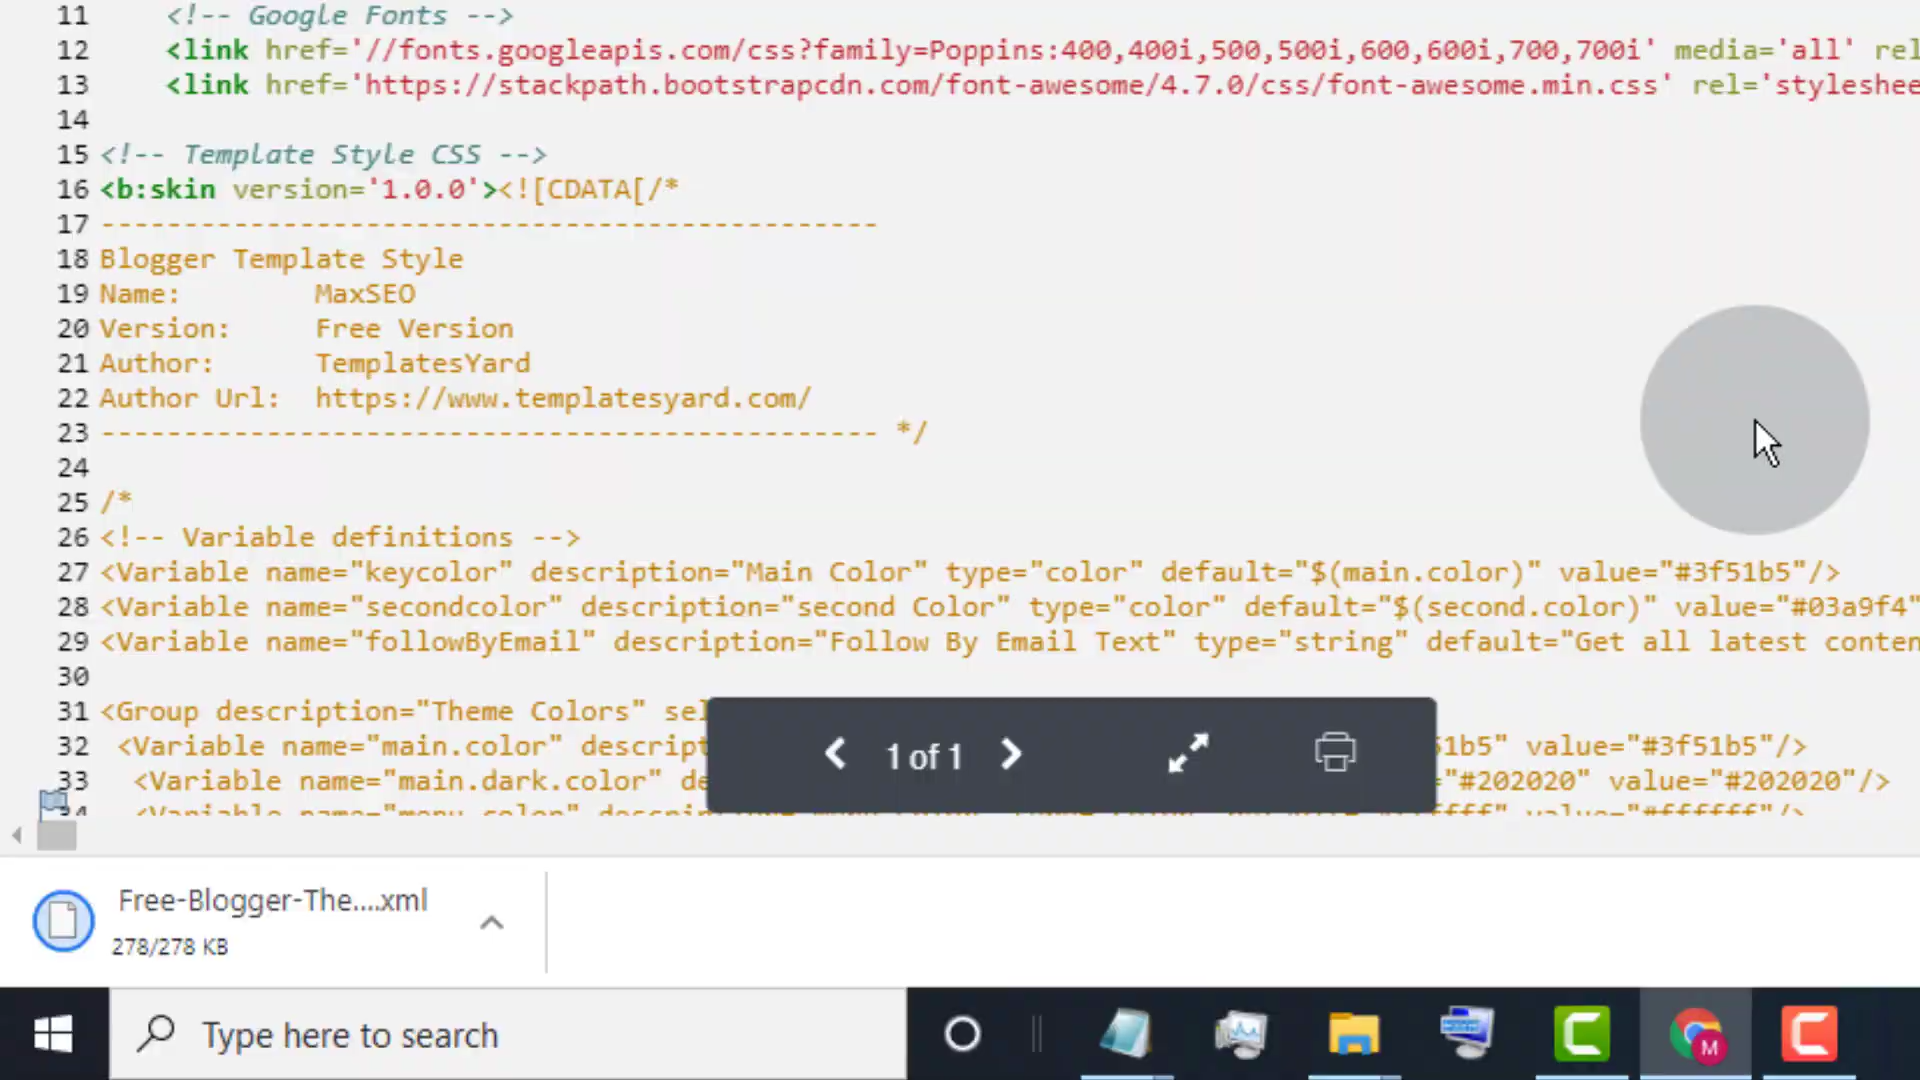 11 <!-- Google Fonts -->
12 <link href='//fonts.googleapis.com/css?family=Poppins:400,400i,500,500i,600,600i,700,700i' media='all' rel
13 <link href='https://stackpath.bootstrapcdn.com/font-awesome/4.7.0/css/font-awesome.min.css' rel='styleshee
14
15 <!-- Template Style CSS -->
16 <b:skin version='1.0.0'><![CDATA[/*
17 -----------------------------------------------
18 Blogger Template Style
19 Name: MaxSEO
20 Version: Free Version
21 Author: TemplatesYard
22 Author Url: https://www.templatesyard.com/
23 ----------------------------------------------- */
24
25 /*
26 <!-- Variable definitions -->
27 <Variable name="keycolor" description="Main Color" type="color" default="$(main.color)" value="#3f51b5"/>
28 <Variable name="secondcolor" description="second Color" type="color" default="$(second.color)" value="#03a9f4"
29 <Variable name="followByEmail" description="Follow By Email Text" type="string" default="Get all latest conten
30
31 <Group description="Theme Colors" sel
32 <Variable name="main.color" descript 51b5" value="#3f51b5"/>
33 <Variable name="main.dark.color" de ="#202020" value="#202020"/>
34 <Variable name="menu.color"
1 of 1
Free-Blogger-The....xml
278/278 KB
Type here to search